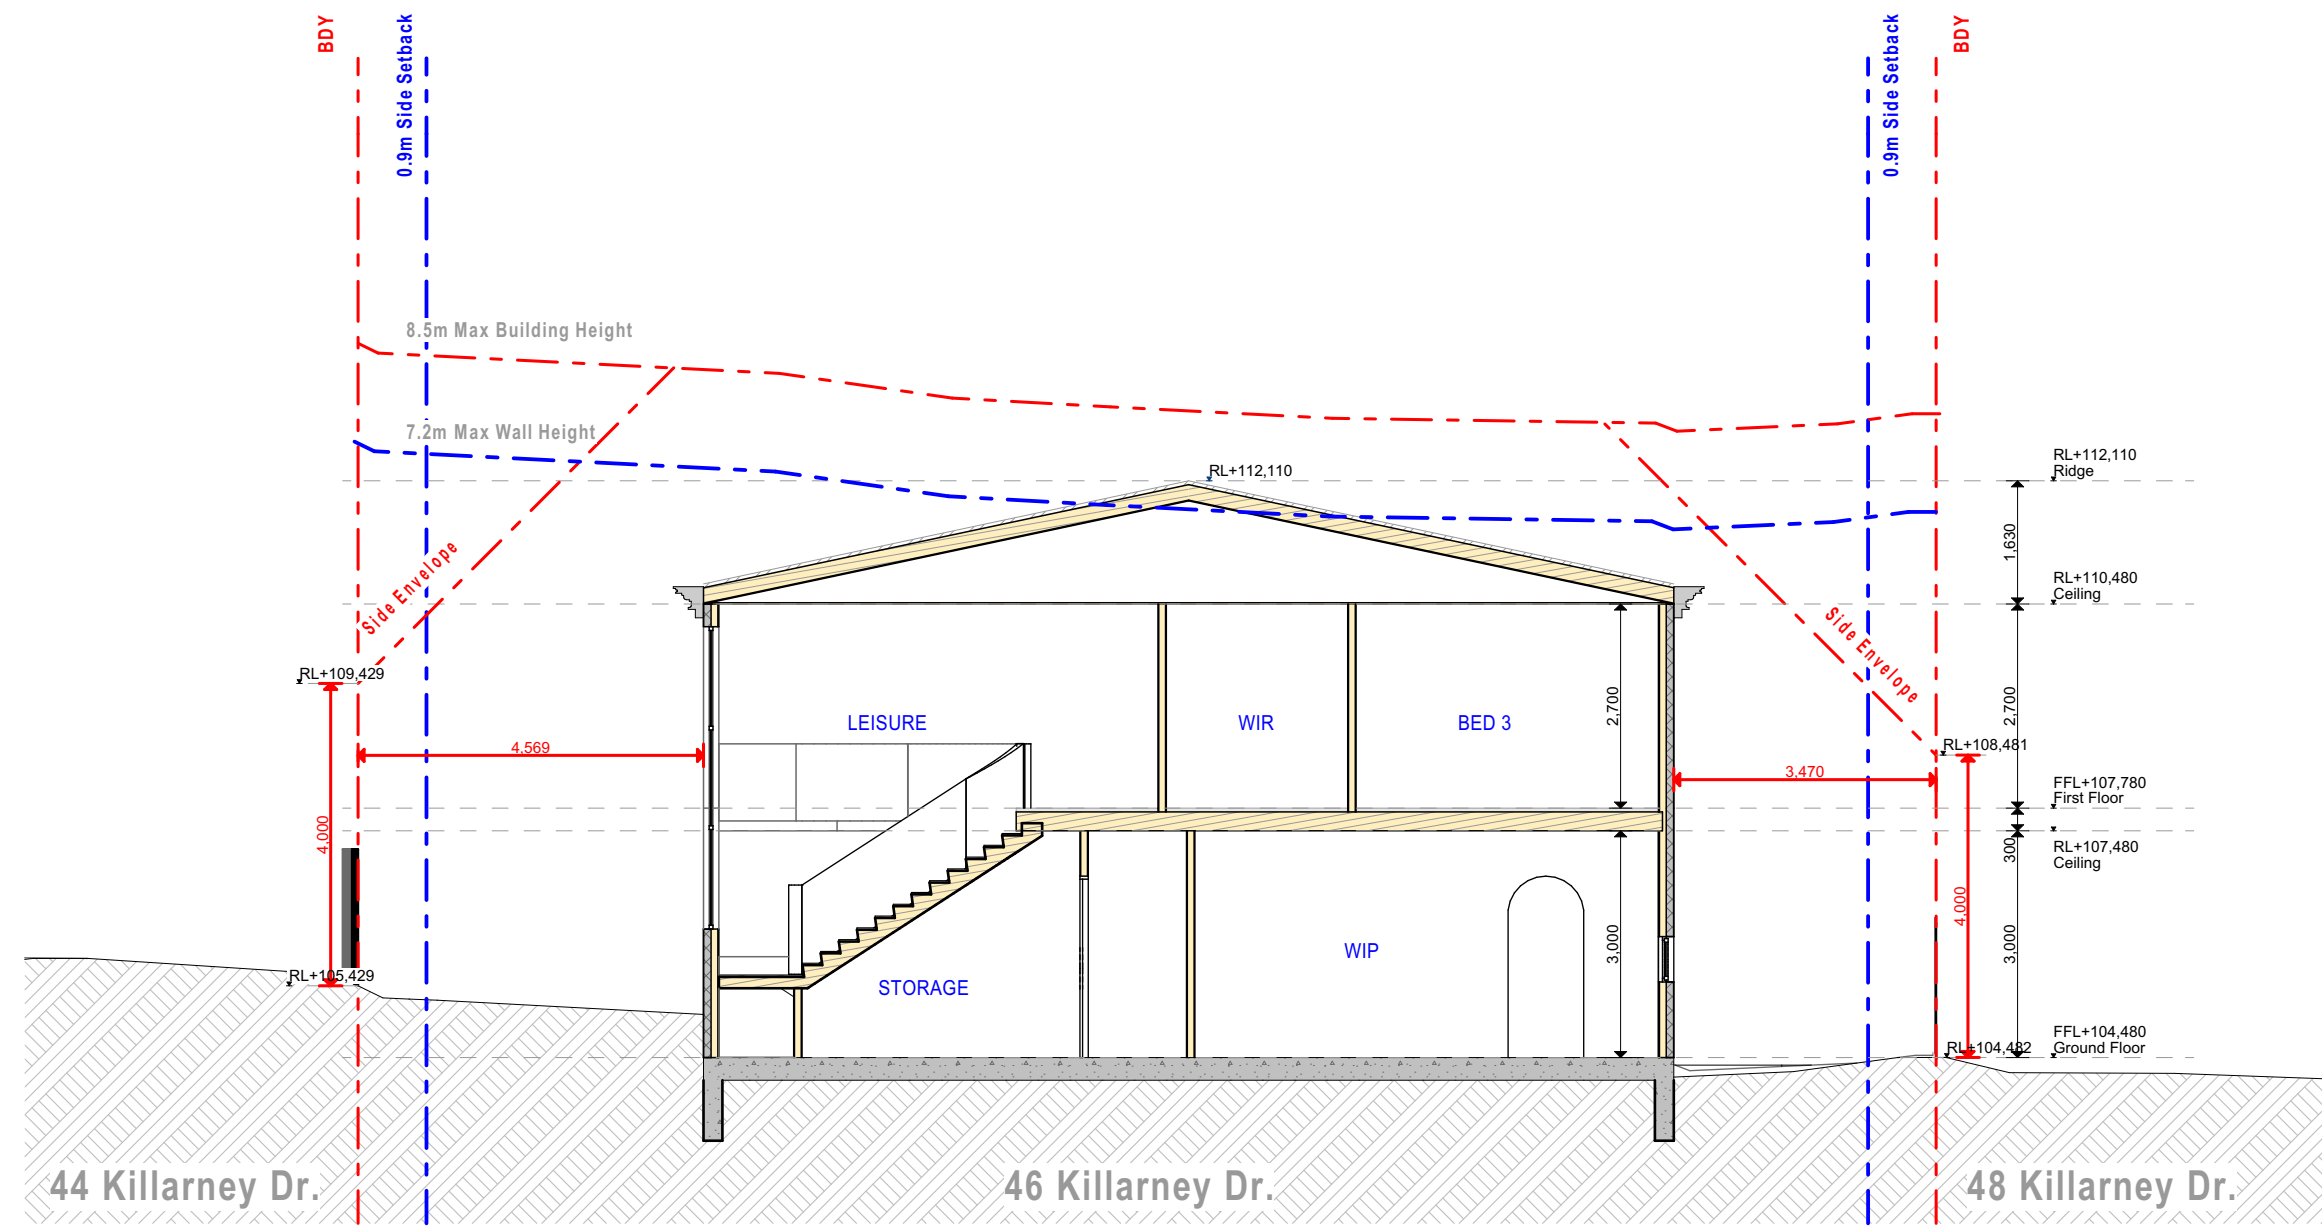 BDY
0.9m Side Setback
0.9m Side Setback
BDY
8.5m Max Building Height
7.2m Max Wall Height
RL+112,110
RL+112,110
Ridge
1,630
Side Envelope
RL+110,480
Ceiling
Side Envelope
RL+109,429
LEISURE
WIR
BED 3
2,700
2,700
4,569
3,470
RL+108,481
FFL+107,780
First Floor
4,000
300
RL+107,480
Ceiling
4,000
3,000
3,000
WIP
RL+105,429
STORAGE
FFL+104,480
Ground Floor
RL+104,482
44 Killarney Dr.
46 Killarney Dr.
48 Killarney Dr.